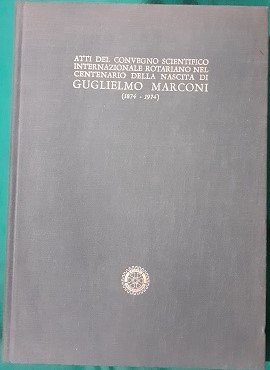 ATTI DEL CONVEGNO SCIENTIFICO
INTERNAZIONALE ROTARIANO NEL
CENTENARIO DELLA NASCITA DI
GUGLIELMO MARCONI
(1874 - 1974)